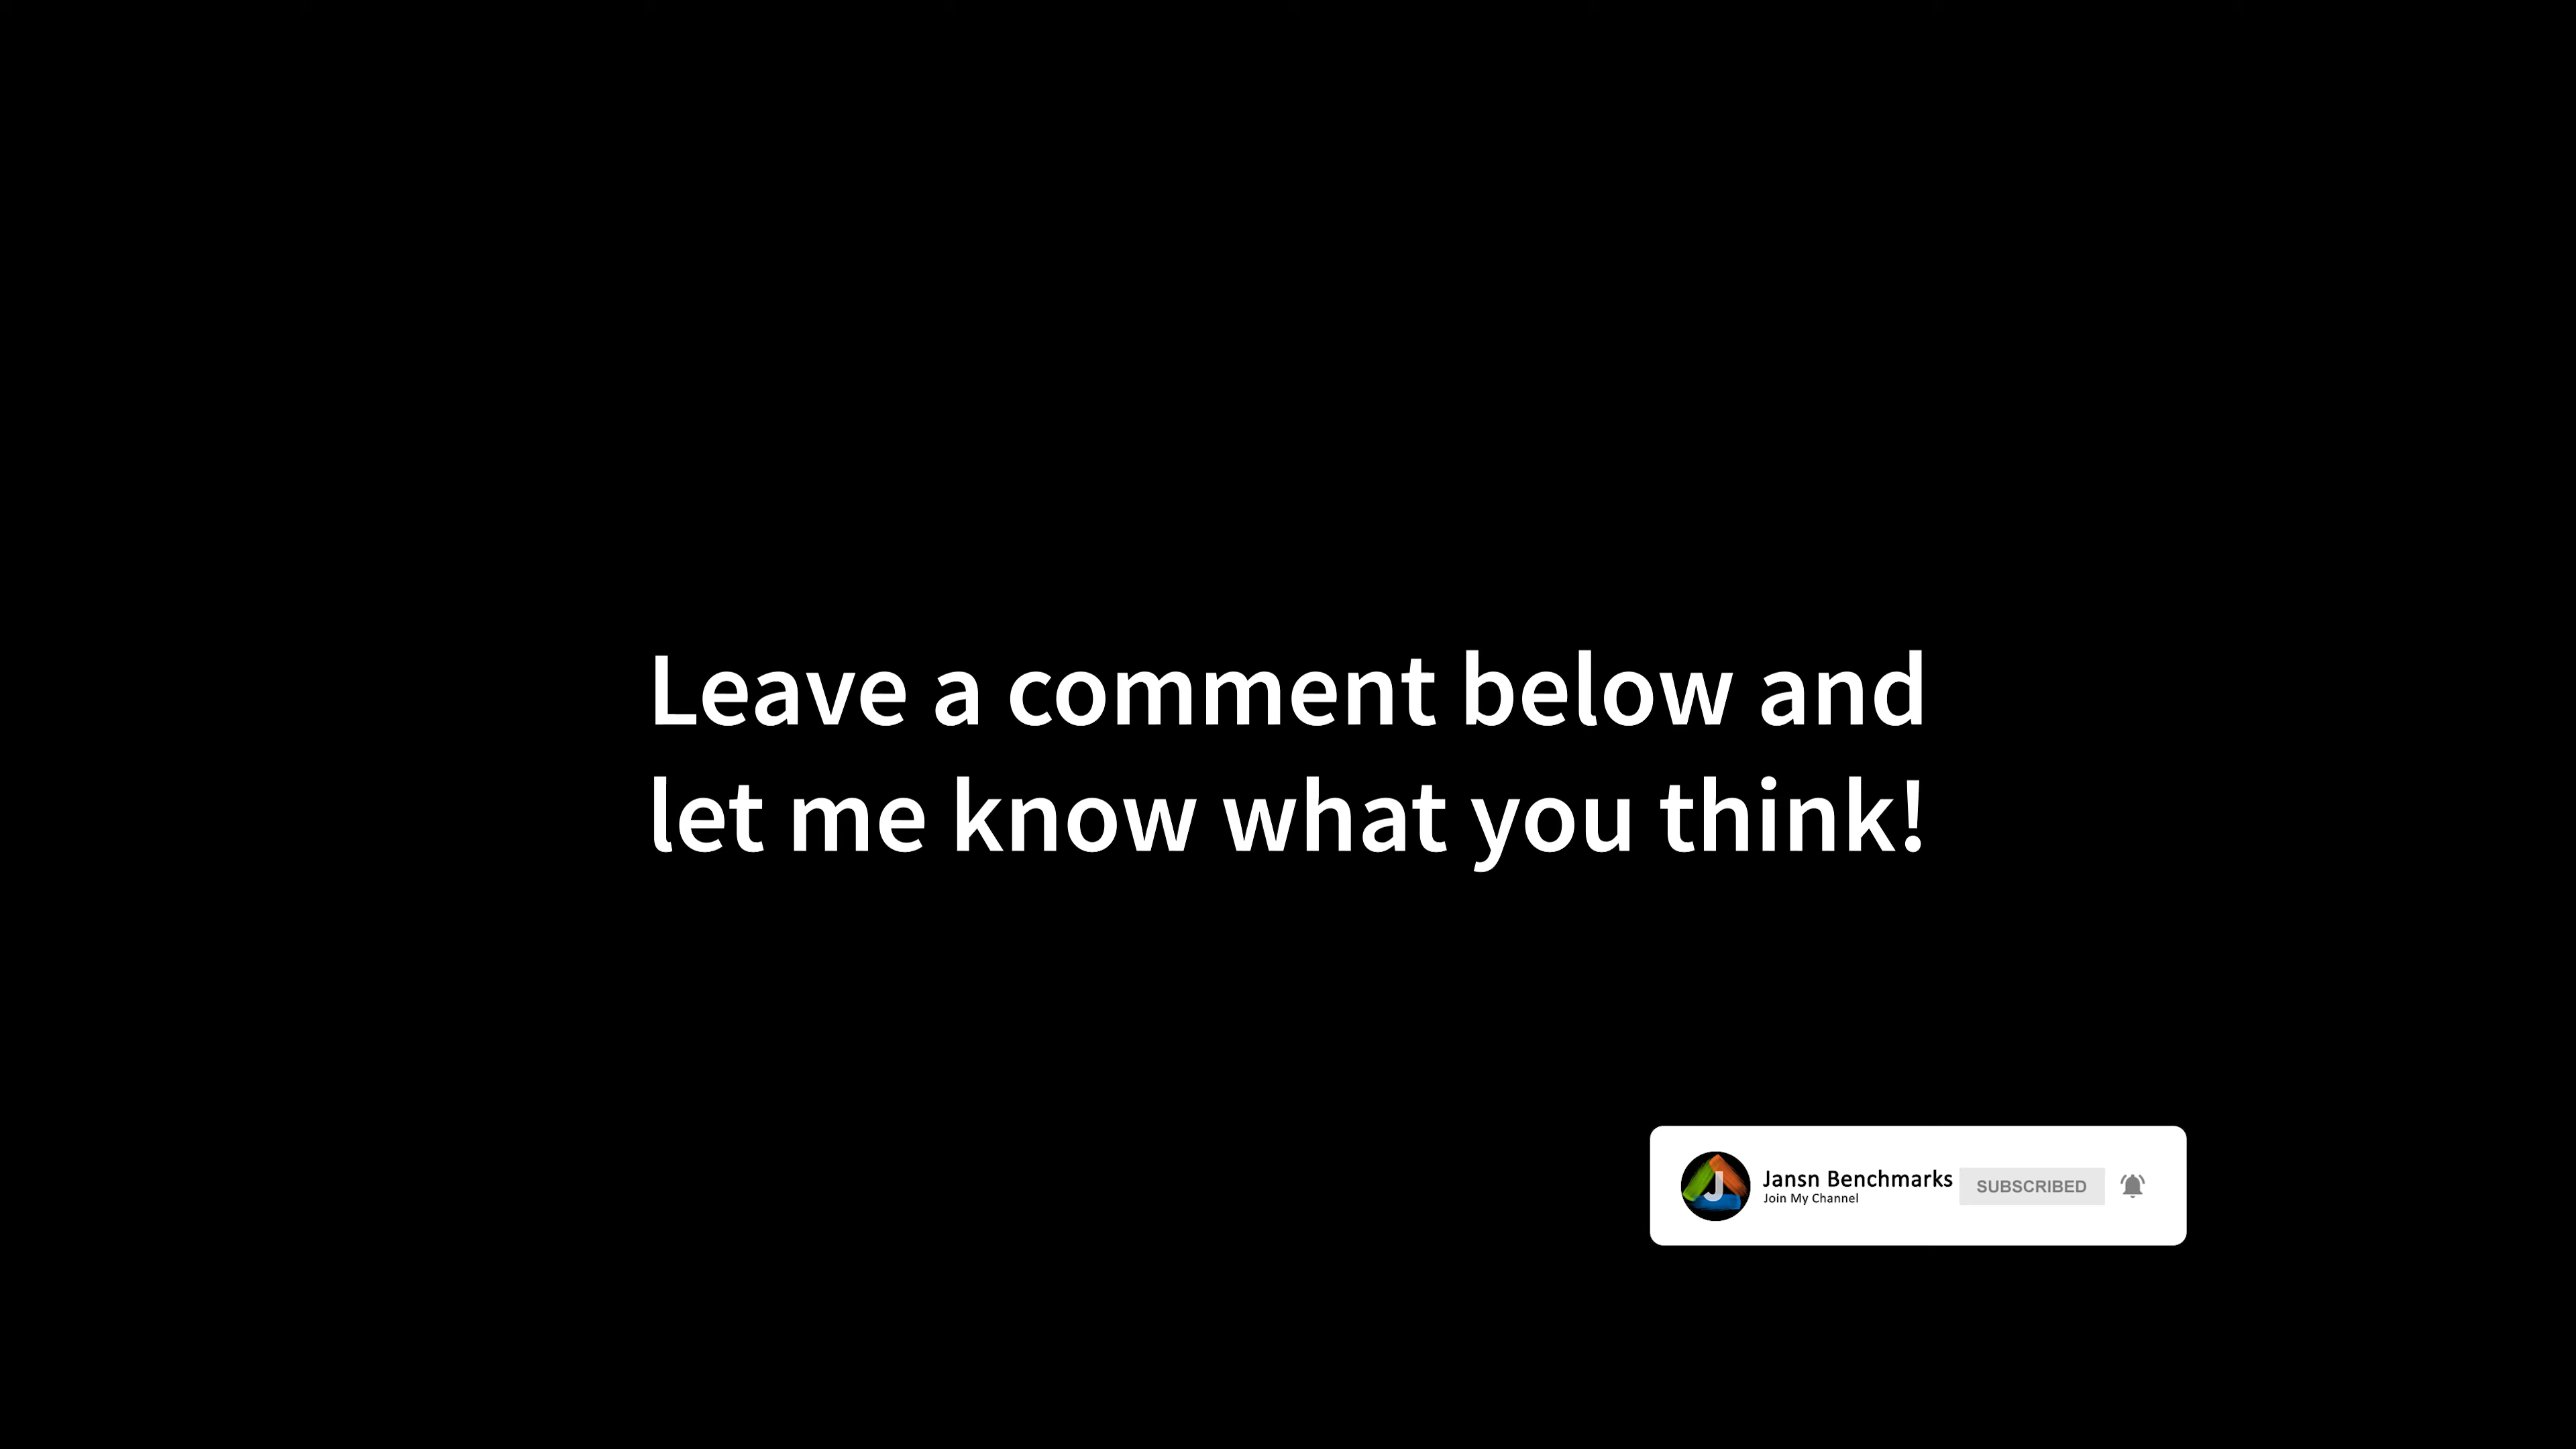 Leave a comment below and
let me know what you think!
J
Jansn Benchmarks
Join My Channel
SUBSCRIBED